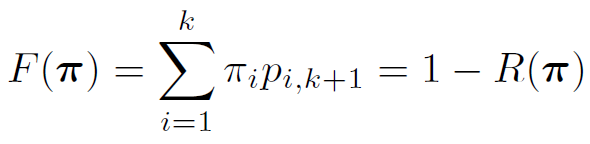 F(π) = ∑_{i=1}^{k} π_i p_{i,k+1} = 1 − R(π)